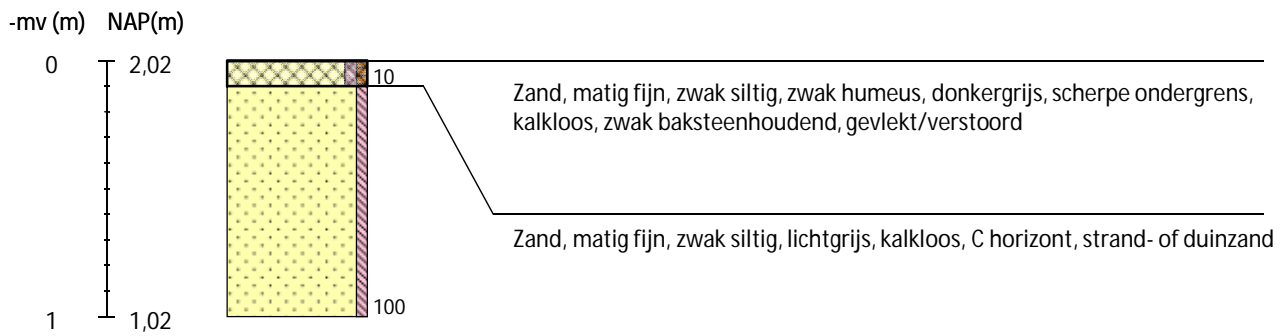 -mv (m) NAP(m)
0 2,02
10
Zand, matig fijn, zwak siltig, zwak humeus, donkergrijs, scherpe ondergrens,
kalkloos, zwak baksteenhoudend, gevlekt/verstoord
Zand, matig fijn, zwak siltig, lichtgrijs, kalkloos, C horizont, strand- of duinzand
100
1 1,02